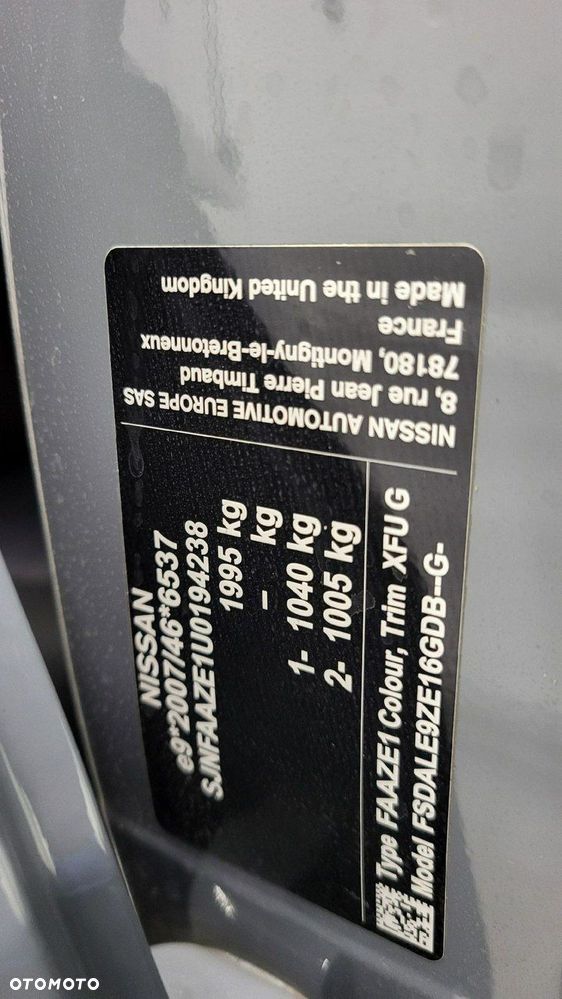 NISSAN AUTOMOTIVE EUROPE SAS
8, rue Jean Pierre Timbaud
78180, Montigny-le-Bretonneux
France
Made in the United Kingdom
NISSAN
e9*2007/46*6537
SJNFAAZE1U0194238
1995 kg
– kg
1- 1040 kg
2- 1005 kg
Type FAAZE1 Colour, Trim XFU G
Model FSDALE9ZE16GDB--G-
OTOMOTO